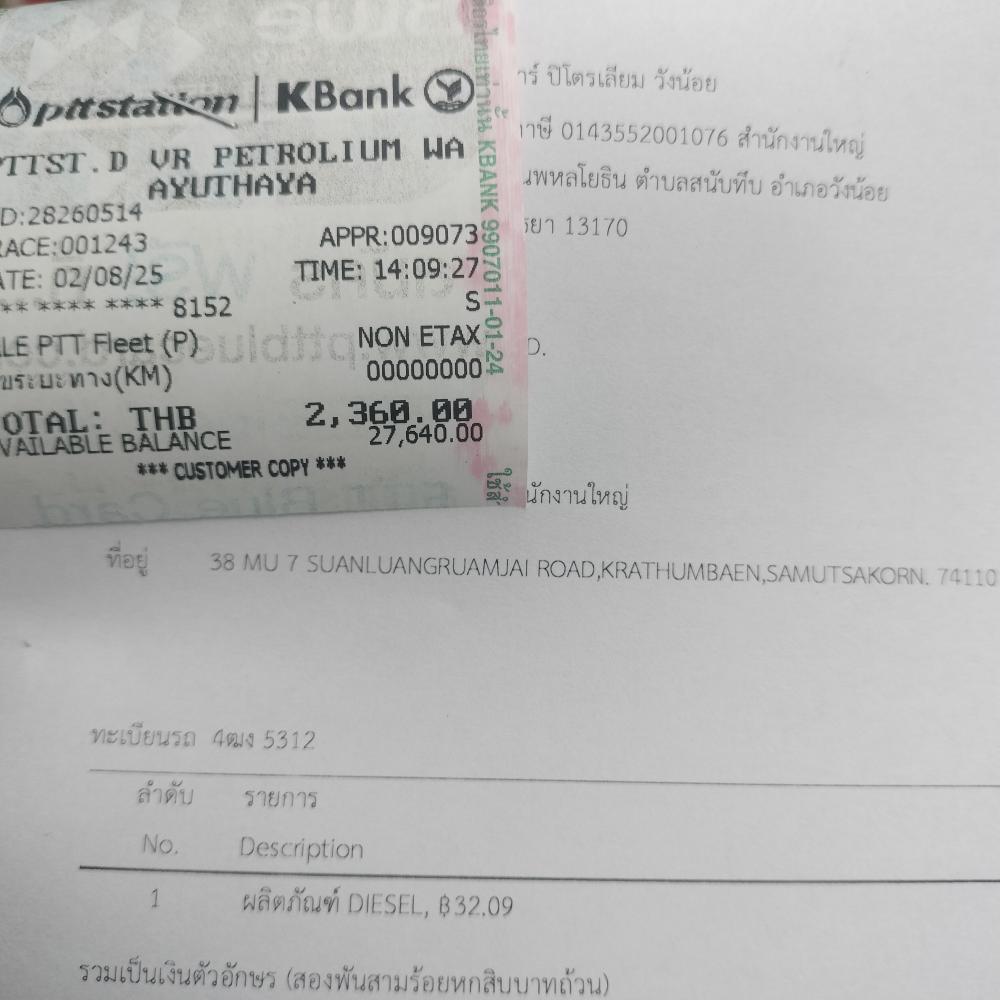 pttstation | KBank
TTST.D VR PETROLIUM WA
AYUTHAYA
D:28260514
RACE:001243 APPR:009073
ATE: 02/08/25 TIME: 14:09:27
** **** **** 8152 S
LE PTT Fleet (P) NON ETAX
ขระยะทาง(KM) 00000000
OTAL: THB 2,360.00
VAILABLE BALANCE 27,640.00
*** CUSTOMER COPY ***
KBANK 9907011-01-24
าร์ ปิโตรเลียม วังน้อย
าษี 0143552001076 สำนักงานใหญ่
นพหลโยธิน ตำบลสนับทึบ อำเภอวังน้อย
ธยา 13170
D.
นักงานใหญ่
ที่อยู่ 38 MU 7 SUANLUANGRUAMJAI ROAD,KRATHUMBAEN,SAMUTSAKORN. 74110
ทะเบียนรถ 4ฒง 5312
ลำดับ รายการ
No. Description
1 ผลิตภัณฑ์ DIESEL, ฿32.09
รวมเป็นเงินตัวอักษร (สองพันสามร้อยหกสิบบาทถ้วน)